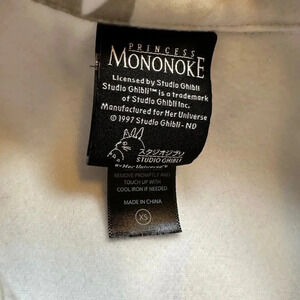 PRINCESS
MONONOKE
Licensed by Studio Ghibli
Studio Ghibli™ is a trademark
of Studio Ghibli Inc.
Manufactured for Her Universe
© 1997 Studio Ghibli - ND
スタジオジブリ
STUDIO GHIBLI
Her Universe
REMOVE PROMPTLY AND
TOUCH UP WITH
COOL IRON IF NEEDED
MADE IN CHINA
XS